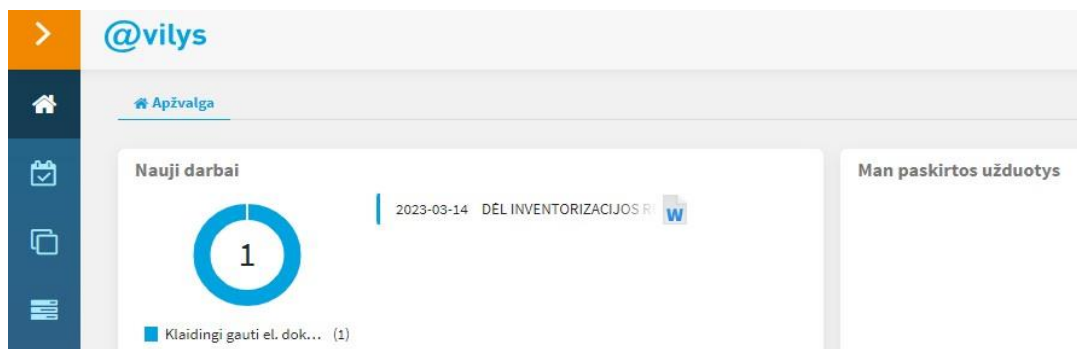 @vilys
Apžvalga
Nauji darbai
1
2023-03-14 DĖL INVENTORIZACIJOS
Klaidingi gauti el. dok... (1)
Man paskirtos užduotys